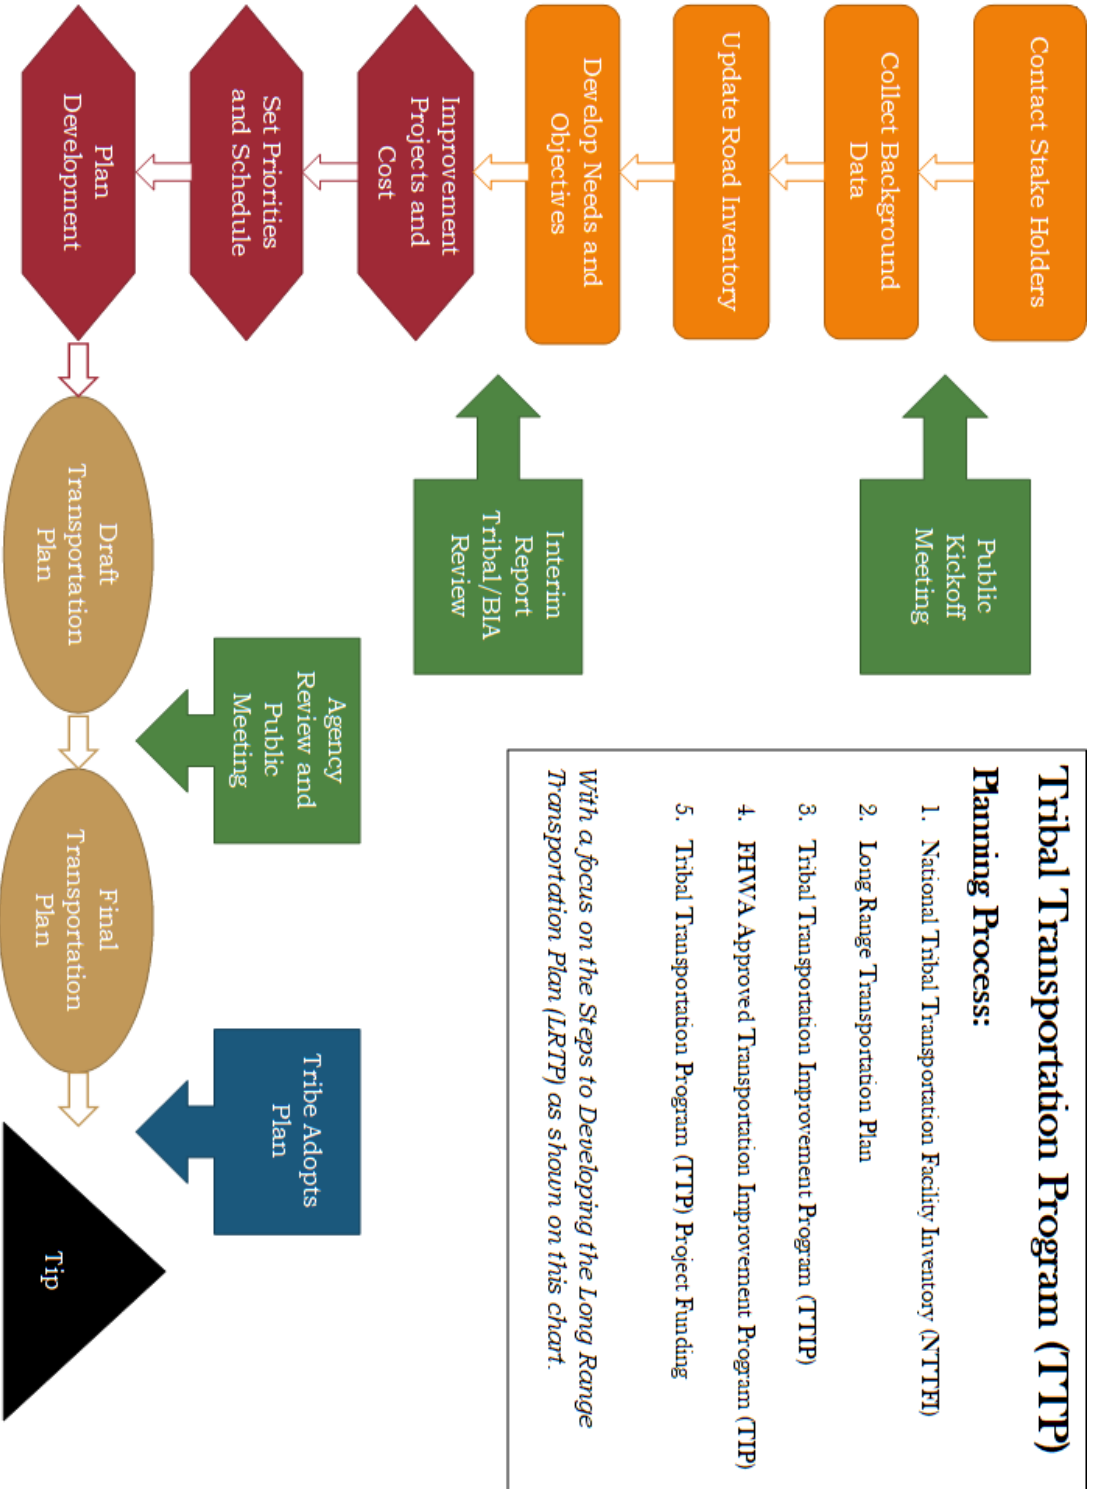 Tribal Transportation Program (TTP)
Planning Process:
1. National Tribal Transportation Facility Inventory (NTTFI)
2. Long Range Transportation Plan
3. Tribal Transportation Improvement Program (TTIP)
4. FHWA Approved Transportation Improvement Program (TIP)
5. Tribal Transportation Program (TTP) Project Funding
With a focus on the Steps to Developing the Long Range
Transportation Plan (LRTP) as shown on this chart.
Contact Stake Holders
Public
Kickoff
Meeting
Collect Background
Data
Update Road Inventory
Develop Needs and
Objectives
Interim
Report
Tribal/BIA
Review
Improvement
Projects and
Cost
Set Priorities
and Schedule
Plan
Development
Draft
Transportation
Plan
Agency
Review and
Public
Meeting
Final
Transportation
Plan
Tribe Adopts
Plan
Tip